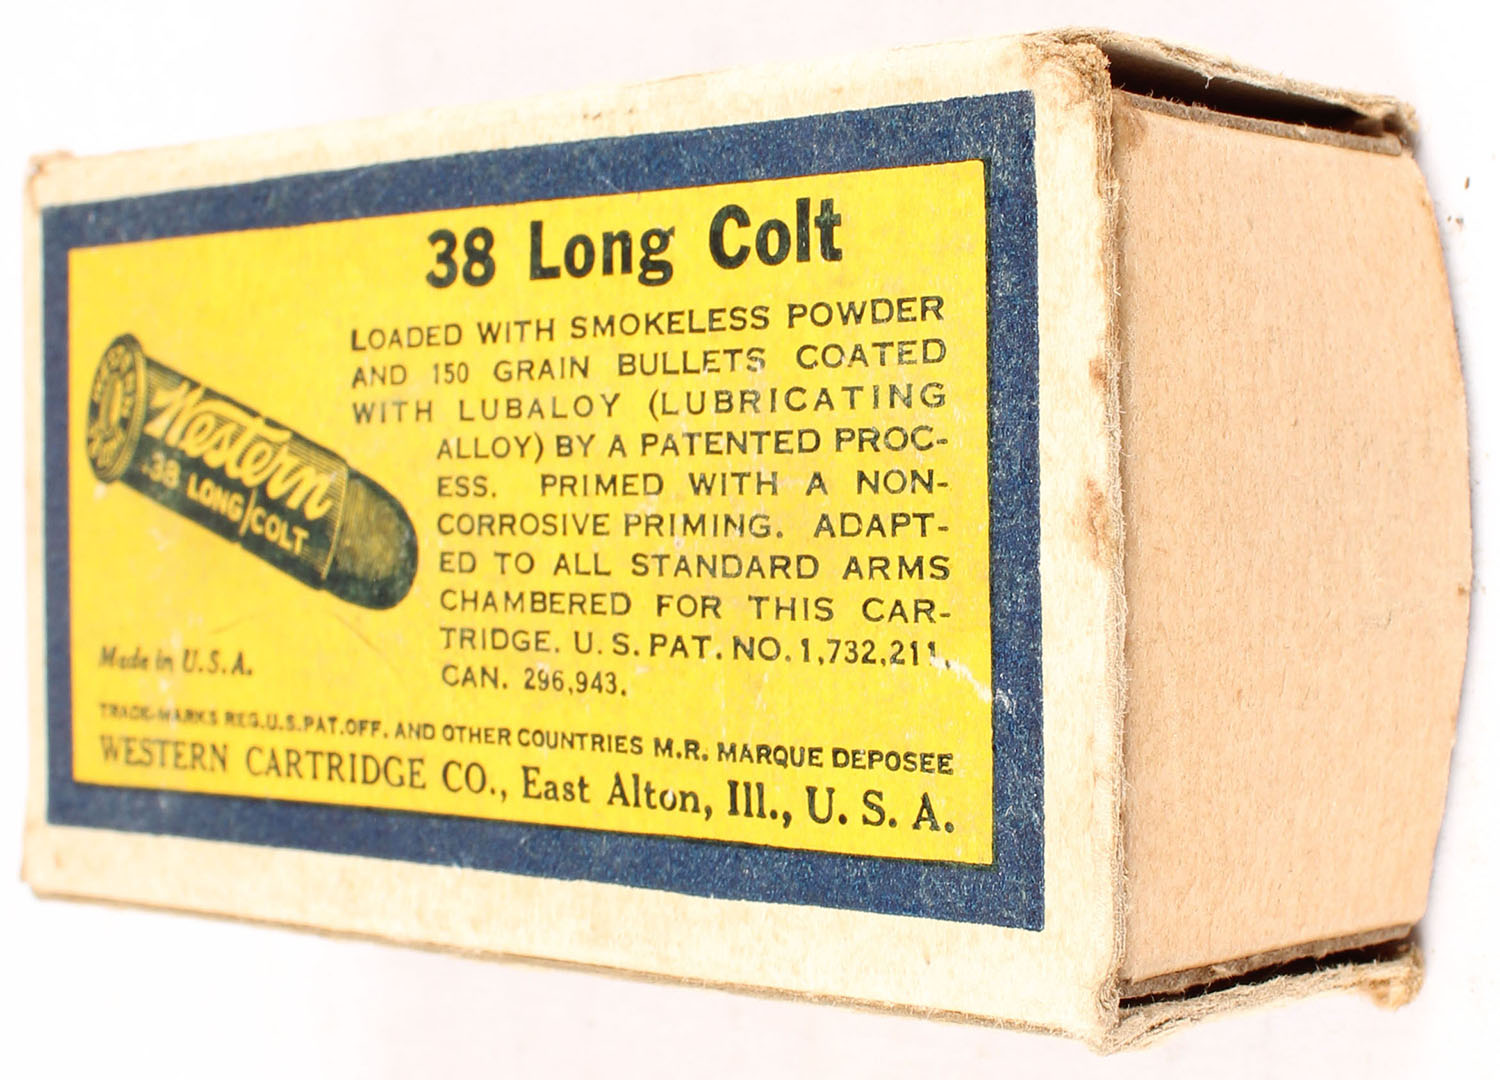 38 Long Colt
LOADED WITH SMOKELESS POWDER
AND 150 GRAIN BULLETS COATED
WITH LUBALOY (LUBRICATING
ALLOY) BY A PATENTED PROC-
ESS. PRIMED WITH A NON-
CORROSIVE PRIMING. ADAPT-
ED TO ALL STANDARD ARMS
CHAMBERED FOR THIS CAR-
TRIDGE. U. S. PAT. NO. 1,732,211,
CAN. 296,943.
Western
.38 LONG COLT
Made in U.S.A.
TRADE-MARKS REG.U.S.PAT.OFF. AND OTHER COUNTRIES M.R. MARQUE DEPOSEE
WESTERN CARTRIDGE CO., East Alton, Ill., U. S. A.